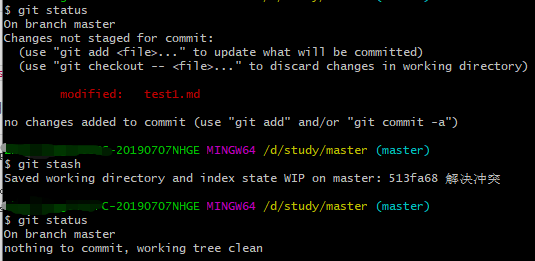 $ git status
On branch master
Changes not staged for commit:
  (use "git add <file>..." to update what will be committed)
  (use "git checkout -- <file>..." to discard changes in working directory)
        modified:   test1.md
no changes added to commit (use "git add" and/or "git commit -a")
C-20190707NHGE MINGW64 /d/study/master (master)
$ git stash
Saved working directory and index state WIP on master: 513fa68 解决冲突
C-20190707NHGE MINGW64 /d/study/master (master)
$ git status
On branch master
nothing to commit, working tree clean